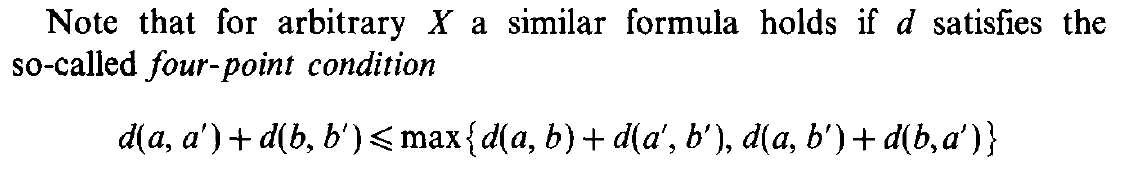 Note that for arbitrary X a similar formula holds if d satisfies the
so-called four-point condition
d(a, a′) + d(b, b′) ⩽ max{d(a, b) + d(a′, b′), d(a, b′) + d(b, a′)}